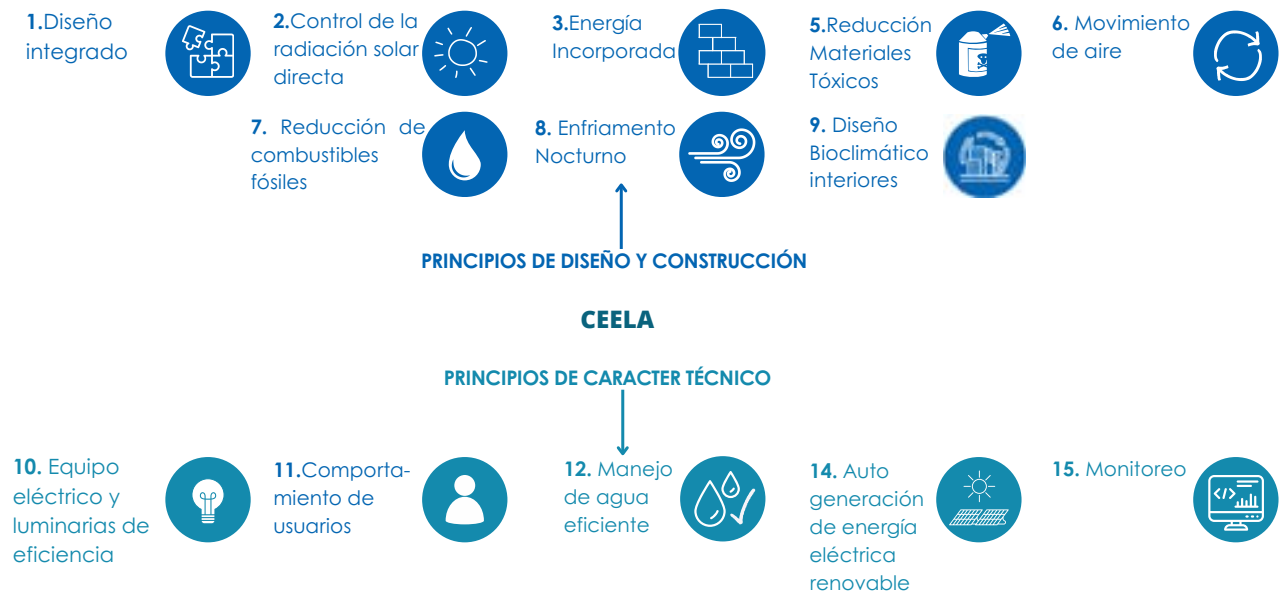 1.Diseño
integrado
2.Control de la
radiación solar
directa
3.Energía
Incorporada
5.Reducción
Materiales
Tóxicos
6. Movimiento
de aire
7. Reducción de
combustibles
fósiles
8. Enfriamento
Nocturno
9. Diseño
Bioclimático
interiores
PRINCIPIOS DE DISEÑO Y CONSTRUCCIÓN
CEELA
PRINCIPIOS DE CARACTER TÉCNICO
10. Equipo
eléctrico y
luminarias de
eficiencia
11.Comporta-
miento de
usuarios
12. Manejo
de agua
eficiente
14. Auto
generación
de energía
eléctrica
renovable
15. Monitoreo